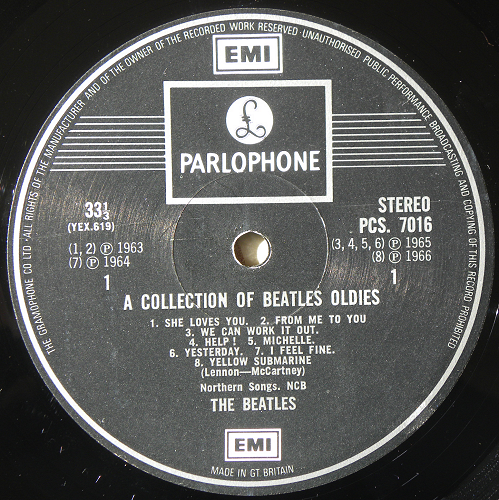 THE GRAMOPHONE CO LTD · ALL RIGHTS OF THE MANUFACTURER AND OF THE OWNER OF THE RECORDED WORK RESERVED · UNAUTHORISED PUBLIC PERFORMANCE BROADCASTING AND COPYING OF THIS RECORD PROHIBITED
EMI
£
PARLOPHONE
33⅓
(YEX.619)
STEREO
PCS. 7016
(1, 2) ℗ 1963
(7) ℗ 1964
(3, 4, 5, 6) ℗ 1965
(8) ℗ 1966
1
1
A COLLECTION OF BEATLES OLDIES
1. SHE LOVES YOU. 2. FROM ME TO YOU
3. WE CAN WORK IT OUT.
4. HELP! 5. MICHELLE.
6. YESTERDAY. 7. I FEEL FINE.
8. YELLOW SUBMARINE
(Lennon—McCartney)
Northern Songs. NCB
THE BEATLES
EMI
MADE IN GT BRITAIN